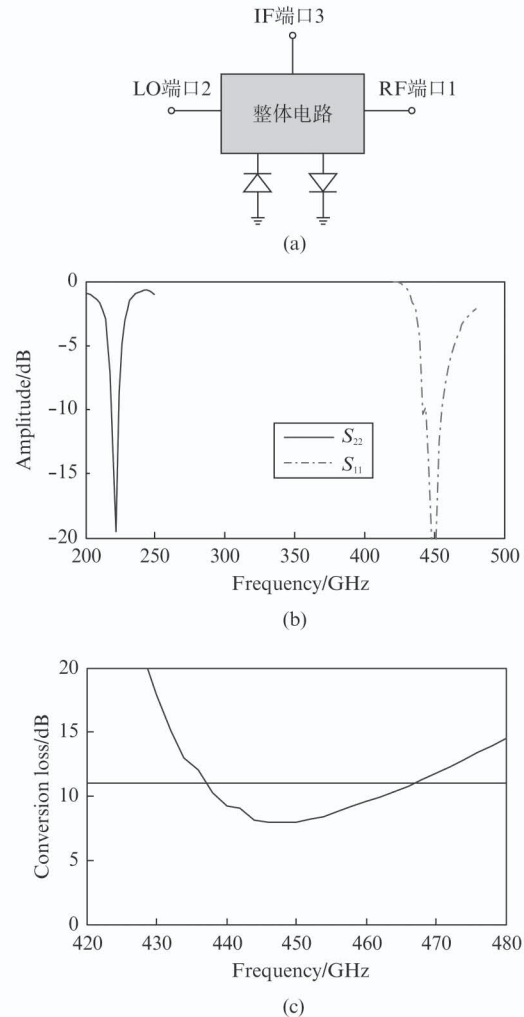 IF端口3
LO端口2
RF端口1
整体电路
(a)
0
-5
-10
-15
-20
Amplitude/dB
S22
S11
200 250 300 350 400 450 500
Frequency/GHz
(b)
20
15
10
5
0
Conversion loss/dB
420 430 440 450 460 470 480
Frequency/GHz
(c)